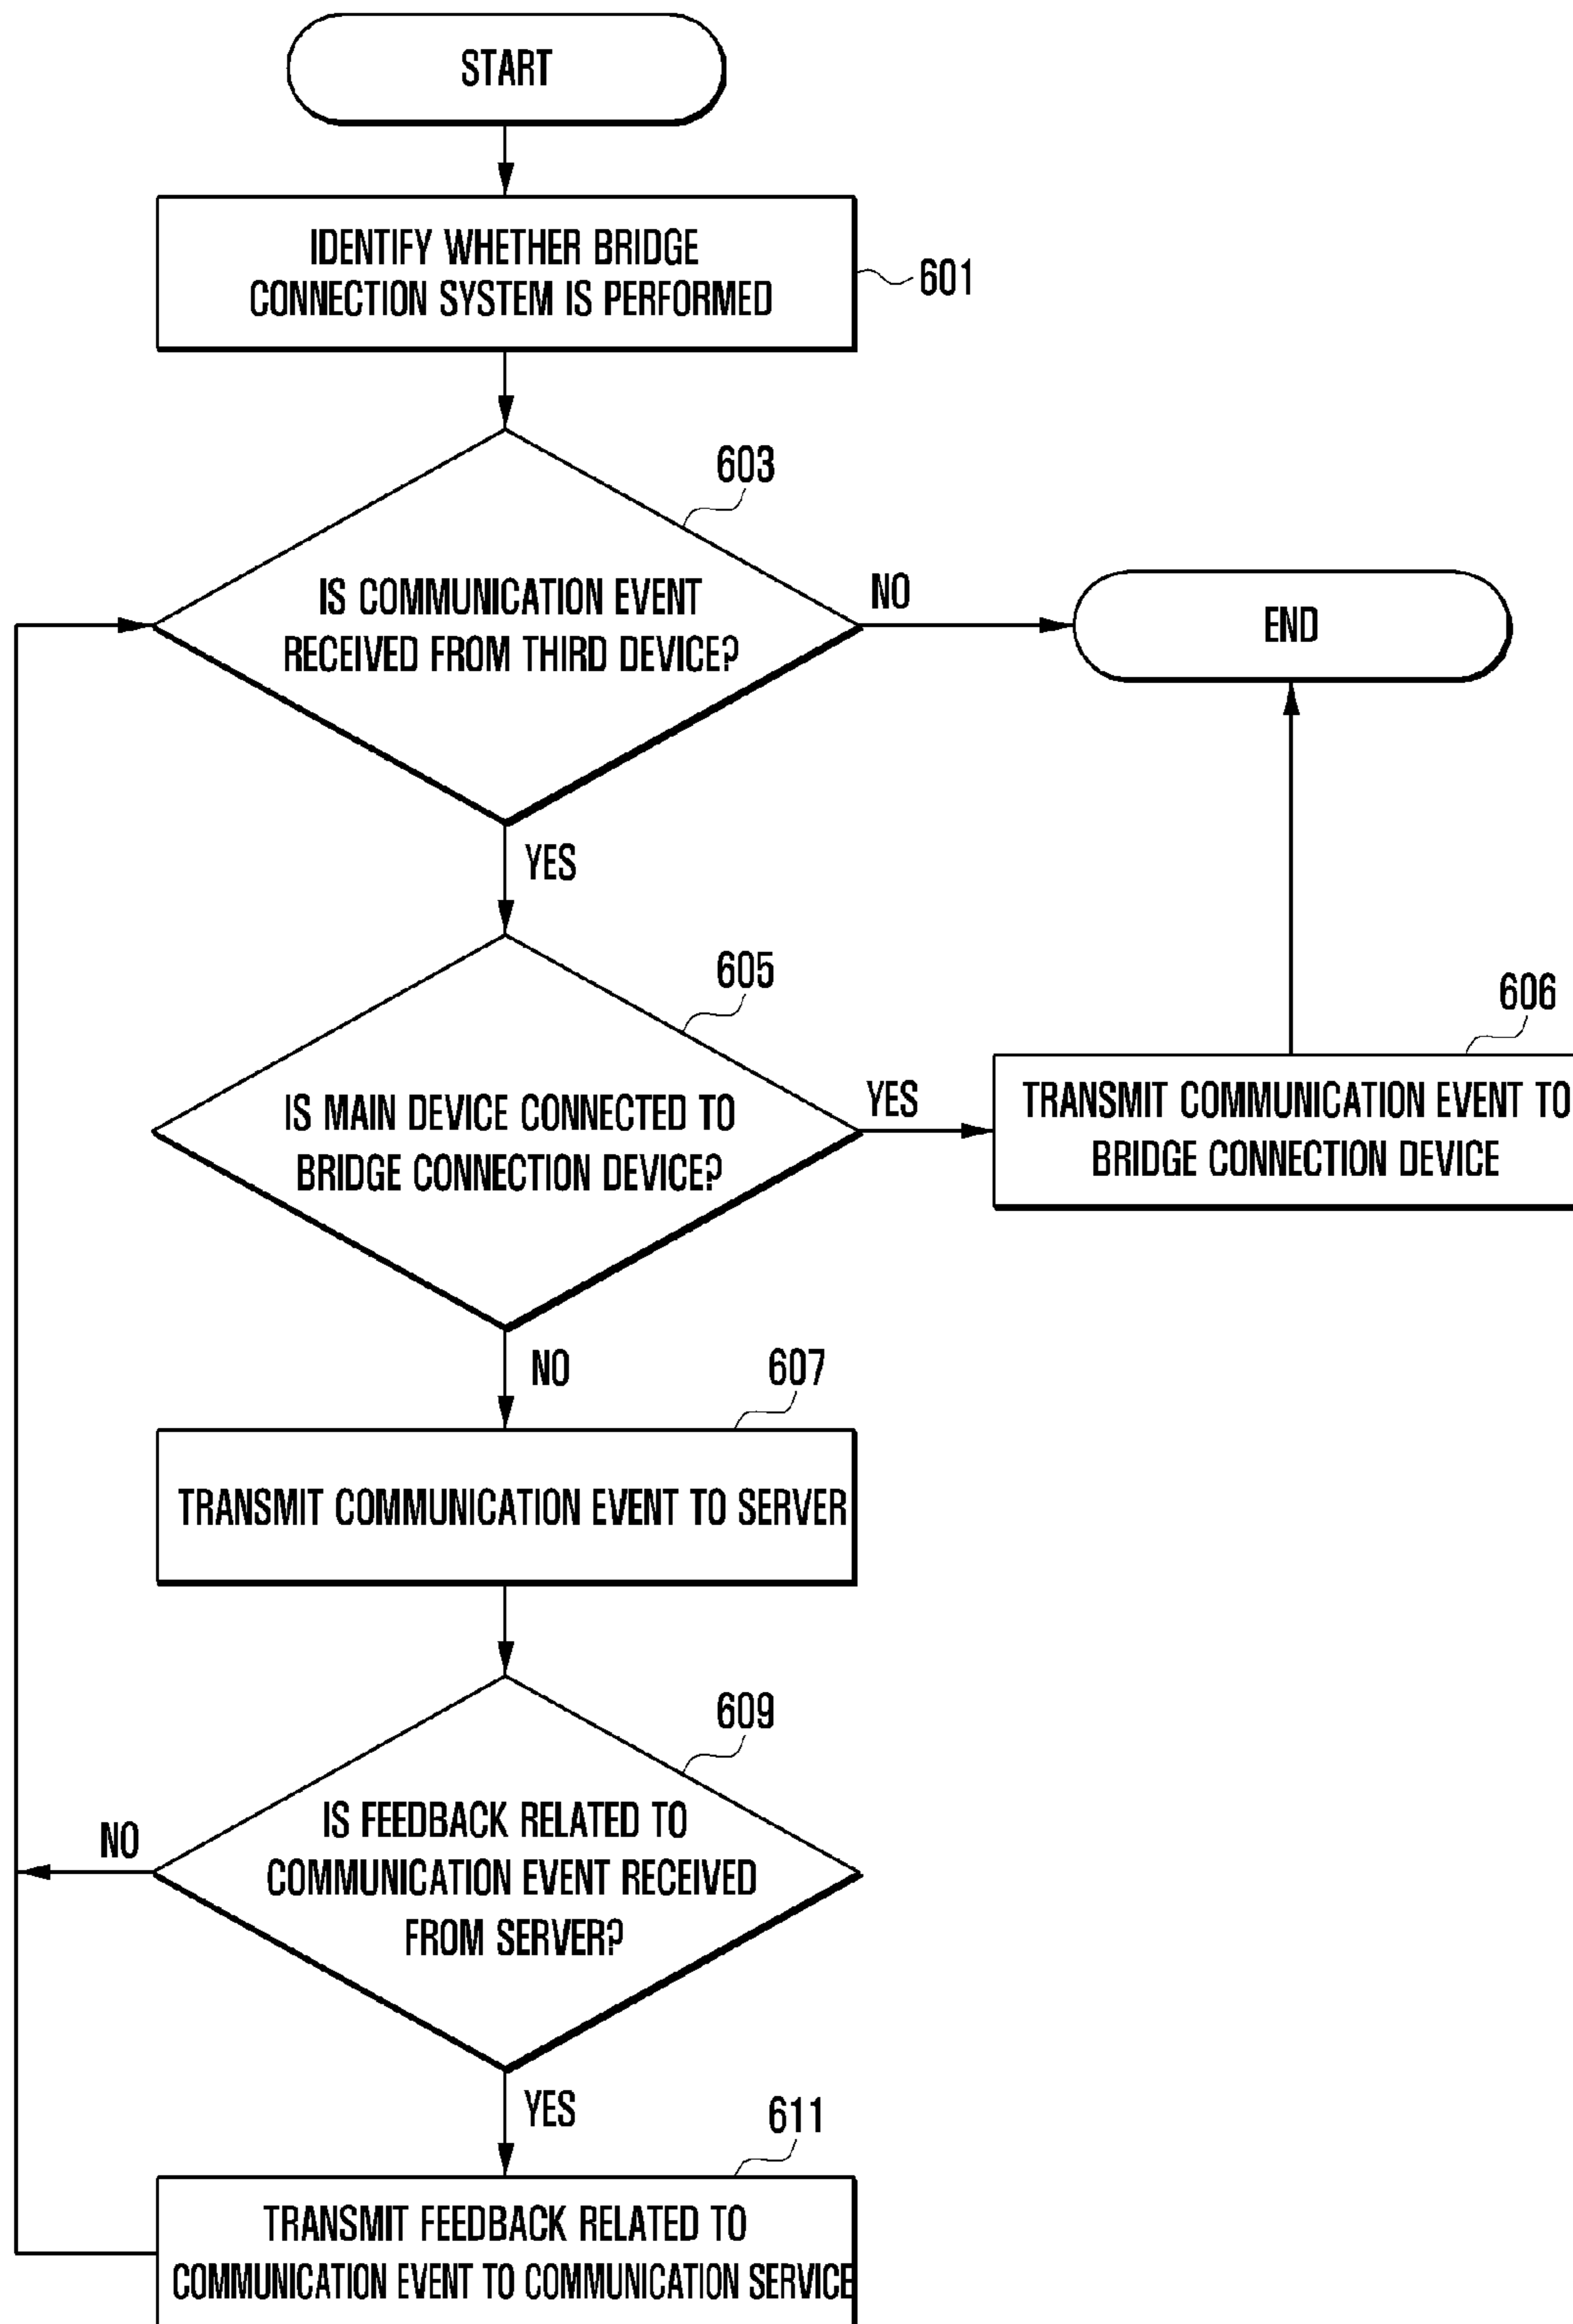 START
IDENTIFY WHETHER BRIDGE
CONNECTION SYSTEM IS PERFORMED
601
603
IS COMMUNICATION EVENT
RECEIVED FROM THIRD DEVICE?
NO
END
YES
605
IS MAIN DEVICE CONNECTED TO
BRIDGE CONNECTION DEVICE?
YES
606
TRANSMIT COMMUNICATION EVENT TO
BRIDGE CONNECTION DEVICE
NO
607
TRANSMIT COMMUNICATION EVENT TO SERVER
609
IS FEEDBACK RELATED TO
COMMUNICATION EVENT RECEIVED
FROM SERVER?
NO
YES
611
TRANSMIT FEEDBACK RELATED TO
COMMUNICATION EVENT TO COMMUNICATION SERVICE